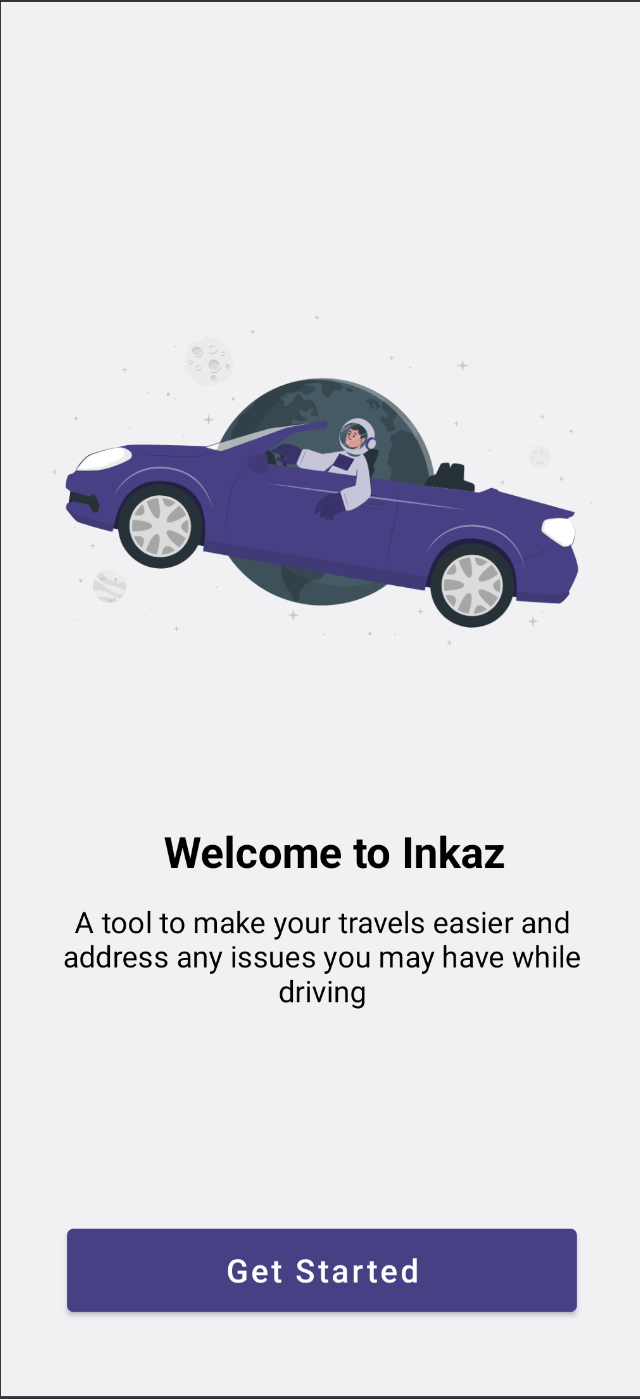 Welcome to Inkaz
A tool to make your travels easier and
address any issues you may have while
driving
Get Started